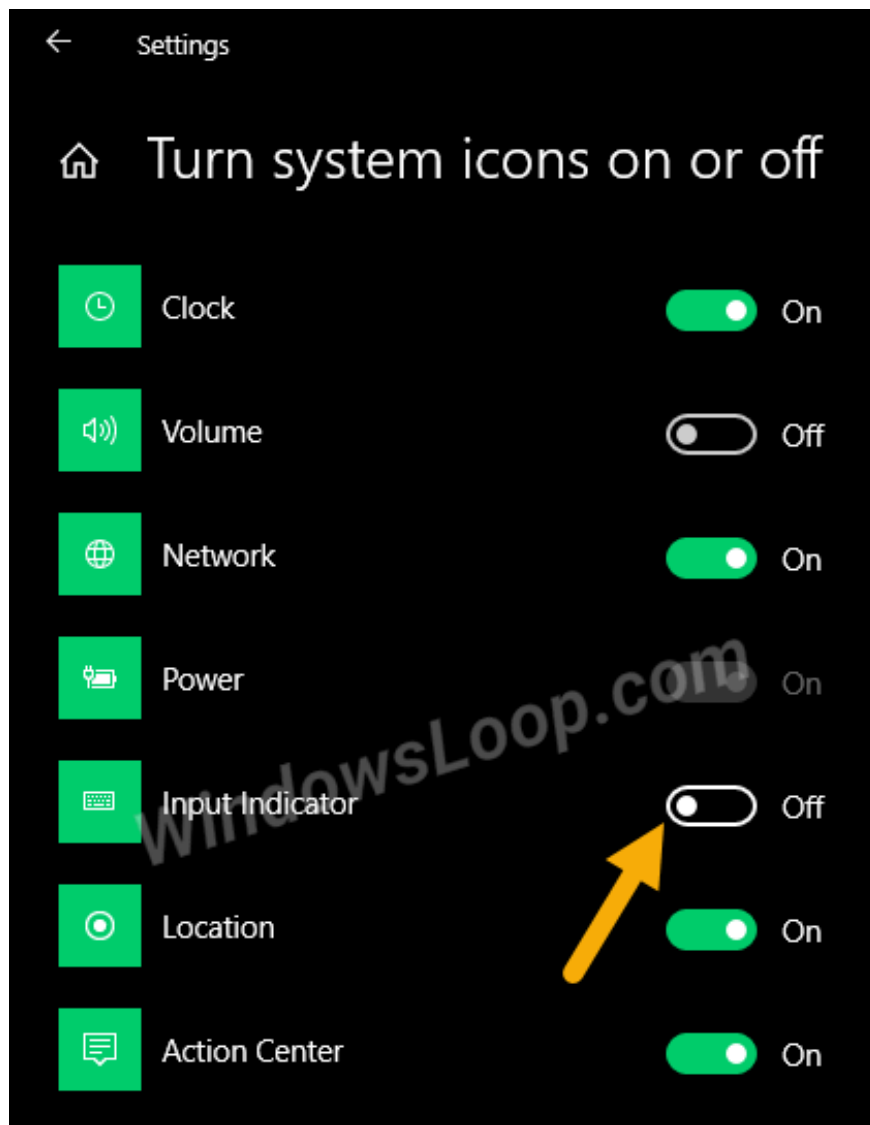 Settings
Turn system icons on or off
Clock On
Volume Off
Network On
Power On
WindowsLoop.com
Input Indicator Off
Location On
Action Center On